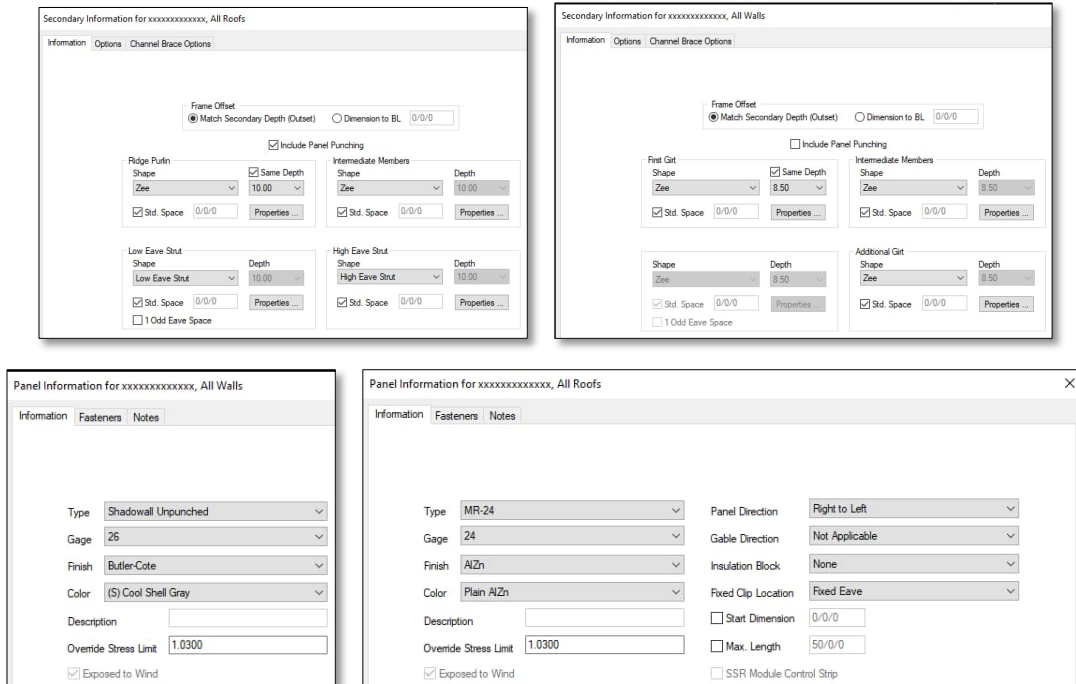 Secondary Information for xxxxxxxxxxxxx, All Roofs
Information Options Channel Brace Options
Frame Offset
Match Secondary Depth (Outset) Dimension to BL 0/0/0
Include Panel Punching
Ridge Purlin Intermediate Members
Shape Same Depth Shape Depth
Zee 10.00 Zee 10.00
Std. Space 0/0/0 Properties ... Std. Space 0/0/0 Properties ...
Low Eave Strut High Eave Strut
Shape Depth Shape Depth
Low Eave Strut 10.00 High Eave Strut 10.00
Std. Space 0/0/0 Properties ... Std. Space 0/0/0 Properties ...
1 Odd Eave Space
Secondary Information for xxxxxxxxxxxxx, All Walls
Information Options Channel Brace Options
Frame Offset
Match Secondary Depth (Outset) Dimension to BL 0/0/0
Include Panel Punching
First Girt Intermediate Members
Shape Same Depth Shape Depth
Zee 8.50 Zee 8.50
Std. Space 0/0/0 Properties ... Std. Space 0/0/0 Properties ...
Additional Girt
Shape Depth Shape Depth
Zee 8.50 Zee 8.50
Std. Space 0/0/0 Properties ... Std. Space 0/0/0 Properties ...
1 Odd Eave Space
Panel Information for xxxxxxxxxxxxx, All Walls
Information Fasteners Notes
Type Shadowall Unpunched
Gage 26
Finish Butler-Cote
Color (S) Cool Shell Gray
Description
Override Stress Limit 1.0300
Exposed to Wind
Panel Information for xxxxxxxxxxxxx, All Roofs
Information Fasteners Notes
Type MR-24 Panel Direction Right to Left
Gage 24 Gable Direction Not Applicable
Finish AlZn Insulation Block None
Color Plain AlZn Fixed Clip Location Fixed Eave
Description Start Dimension 0/0/0
Override Stress Limit 1.0300 Max. Length 50/0/0
Exposed to Wind SSR Module Control Strip